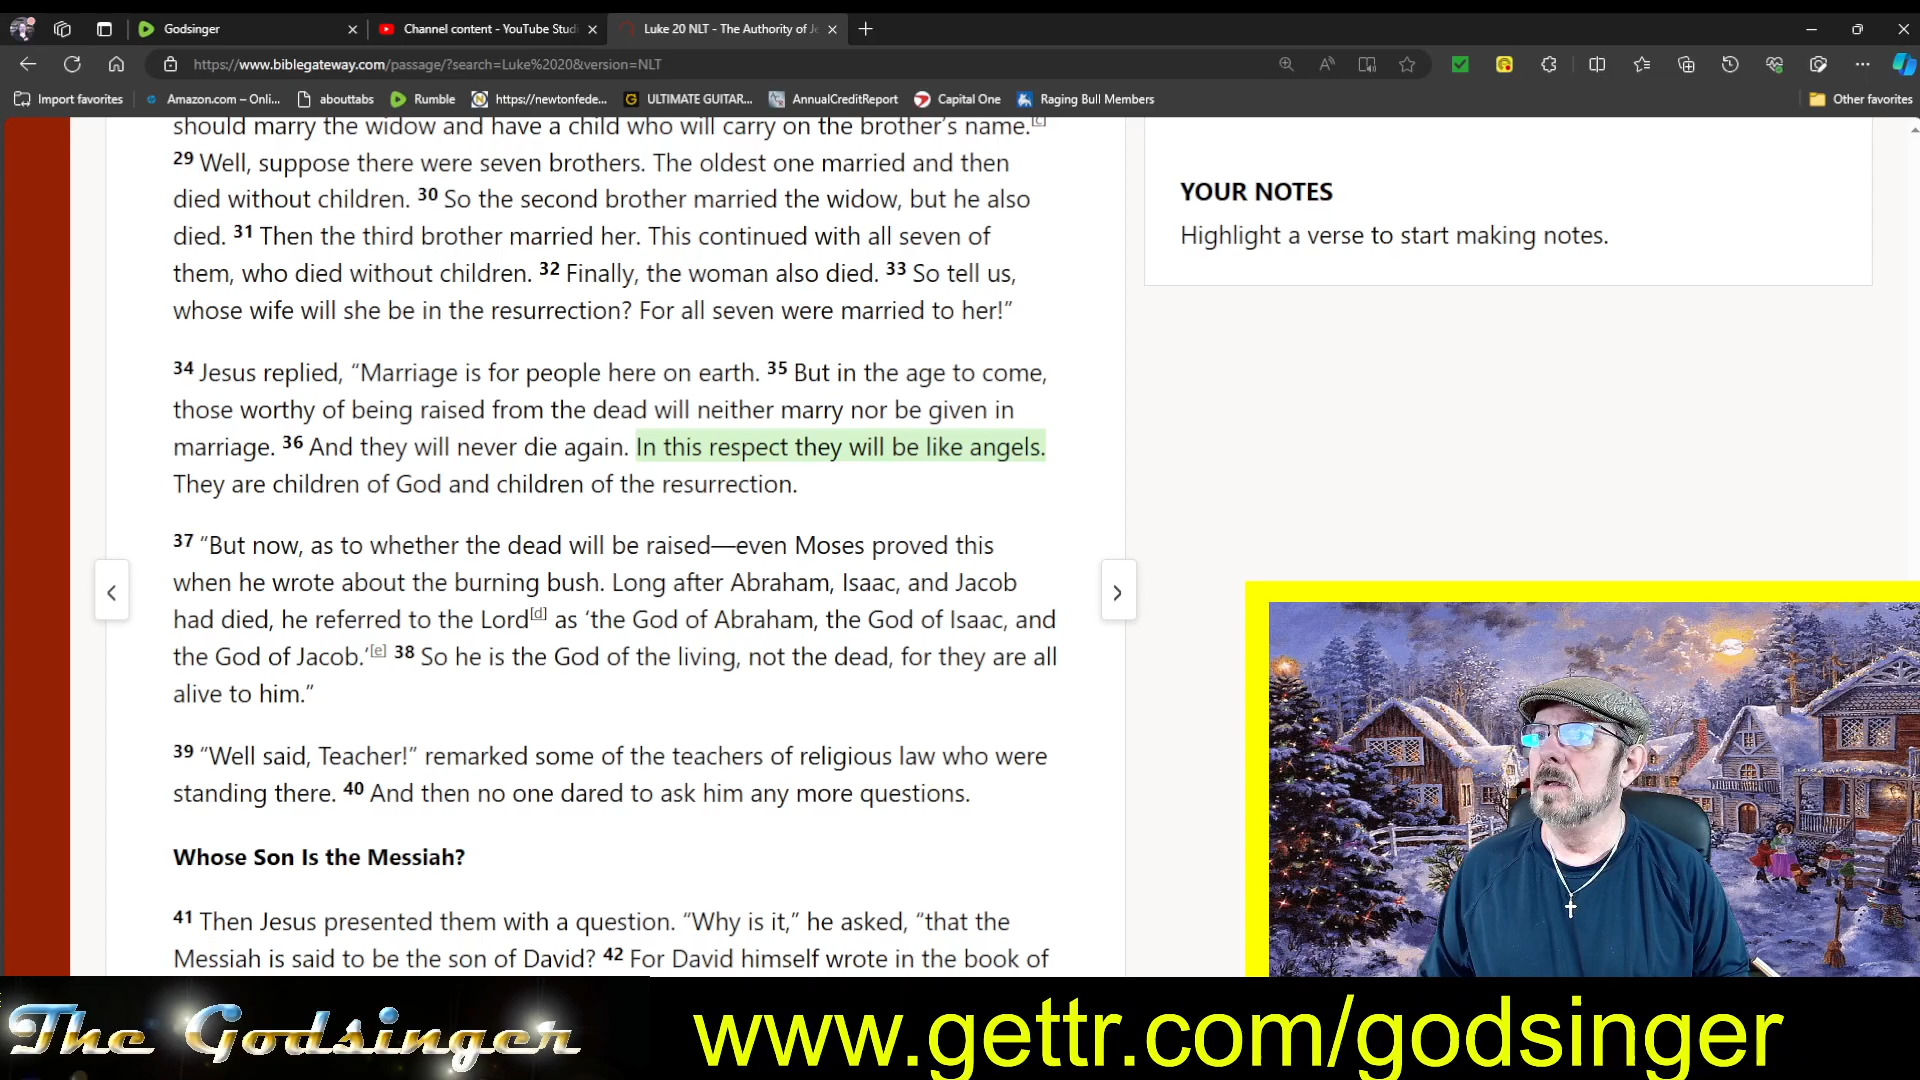 Godsinger
Channel content - YouTube Studi
Luke 20 NLT - The Authority of Je
https://www.biblegateway.com/passage/?search=Luke%2020&version=NLT
Import favorites
Amazon.com – Onli...
abouttabs
Rumble
https://newtonfede...
ULTIMATE GUITAR...
AnnualCreditReport
Capital One
Raging Bull Members
Other favorites
should marry the widow and have a child who will carry on the brother's name.[c]
29 Well, suppose there were seven brothers. The oldest one married and then
died without children. 30 So the second brother married the widow, but he also
died. 31 Then the third brother married her. This continued with all seven of
them, who died without children. 32 Finally, the woman also died. 33 So tell us,
whose wife will she be in the resurrection? For all seven were married to her!”
34 Jesus replied, “Marriage is for people here on earth. 35 But in the age to come,
those worthy of being raised from the dead will neither marry nor be given in
marriage. 36 And they will never die again. In this respect they will be like angels.
They are children of God and children of the resurrection.
37 “But now, as to whether the dead will be raised—even Moses proved this
when he wrote about the burning bush. Long after Abraham, Isaac, and Jacob
had died, he referred to the Lord[d] as ‘the God of Abraham, the God of Isaac, and
the God of Jacob.’[e] 38 So he is the God of the living, not the dead, for they are all
alive to him.”
39 “Well said, Teacher!” remarked some of the teachers of religious law who were
standing there. 40 And then no one dared to ask him any more questions.
Whose Son Is the Messiah?
41 Then Jesus presented them with a question. “Why is it,” he asked, “that the
Messiah is said to be the son of David? 42 For David himself wrote in the book of
YOUR NOTES
Highlight a verse to start making notes.
The Godsinger
www.gettr.com/godsinger